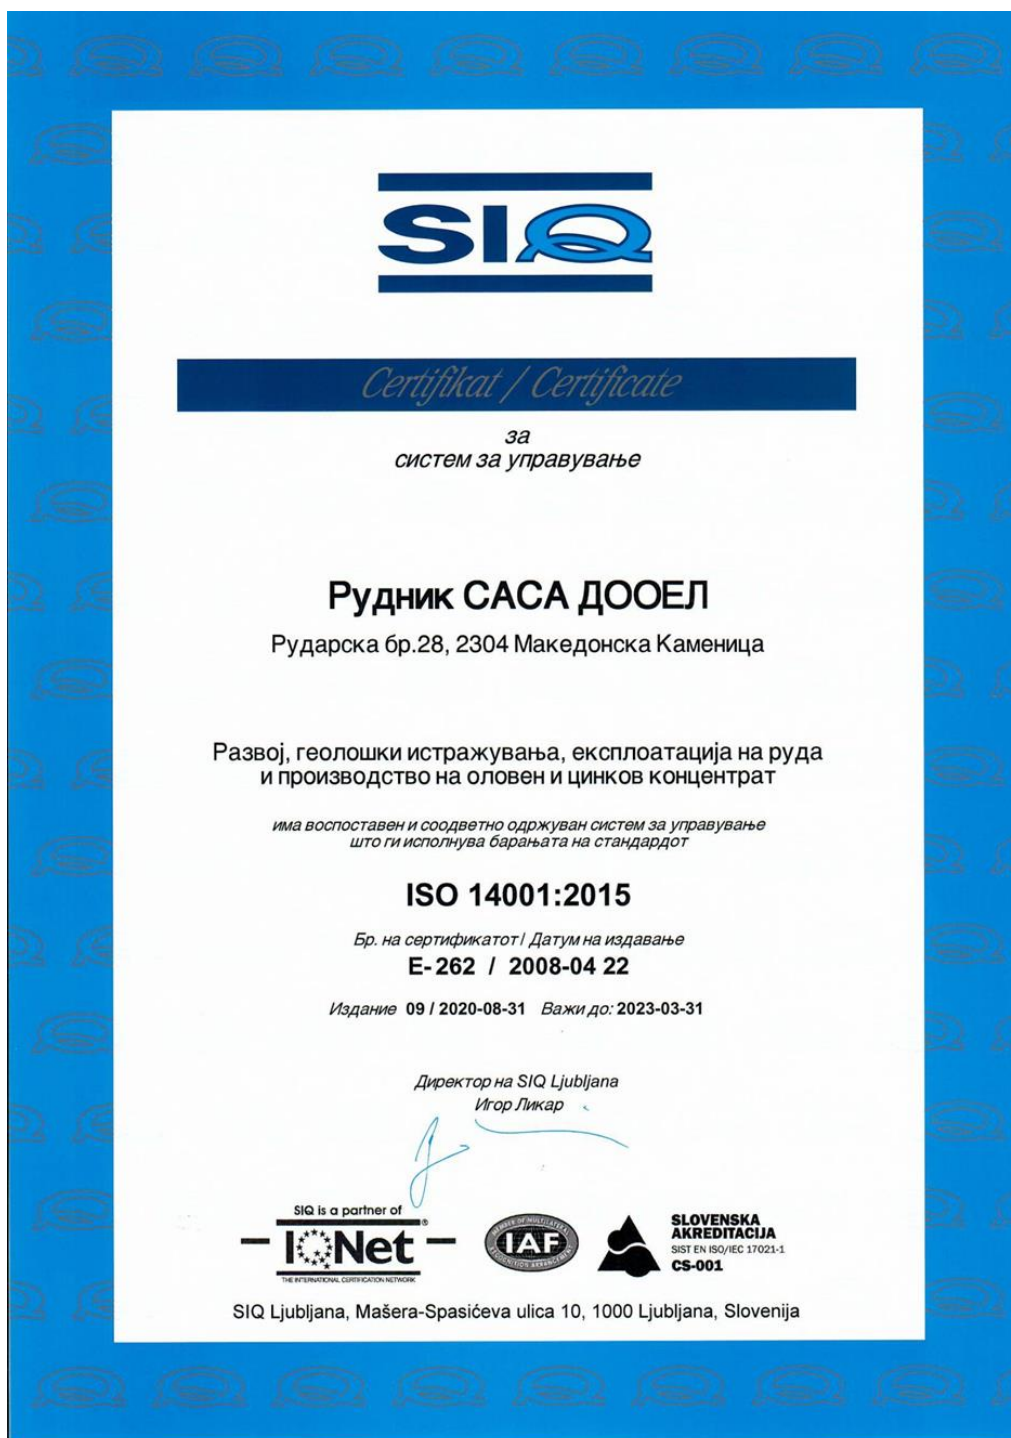 SIQ
Certifikat / Certificate
за
систем за управување
Рудник САСА ДООЕЛ
Рударска бр.28, 2304 Македонска Каменица
Развој, геолошки истражувања, експлоатација на руда
и производство на оловен и цинков концентрат
има воспоставен и соодветно одржуван систем за управување
што ги исполнува барањата на стандардот
ISO 14001:2015
Бр. на сертификатот / Датум на издавање
E-262 / 2008-04 22
Издание 09 / 2020-08-31 Важи до: 2023-03-31
Директор на SIQ Ljubljana
Игор Ликар
SIQ is a partner of
IQNet ®
THE INTERNATIONAL CERTIFICATION NETWORK
MEMBER OF MULTILATERAL
IAF
RECOGNITION ARRANGEMENT
SLOVENSKA
AKREDITACIJA
SIST EN ISO/IEC 17021-1
CS-001
SIQ Ljubljana, Mašera-Spasićeva ulica 10, 1000 Ljubljana, Slovenija